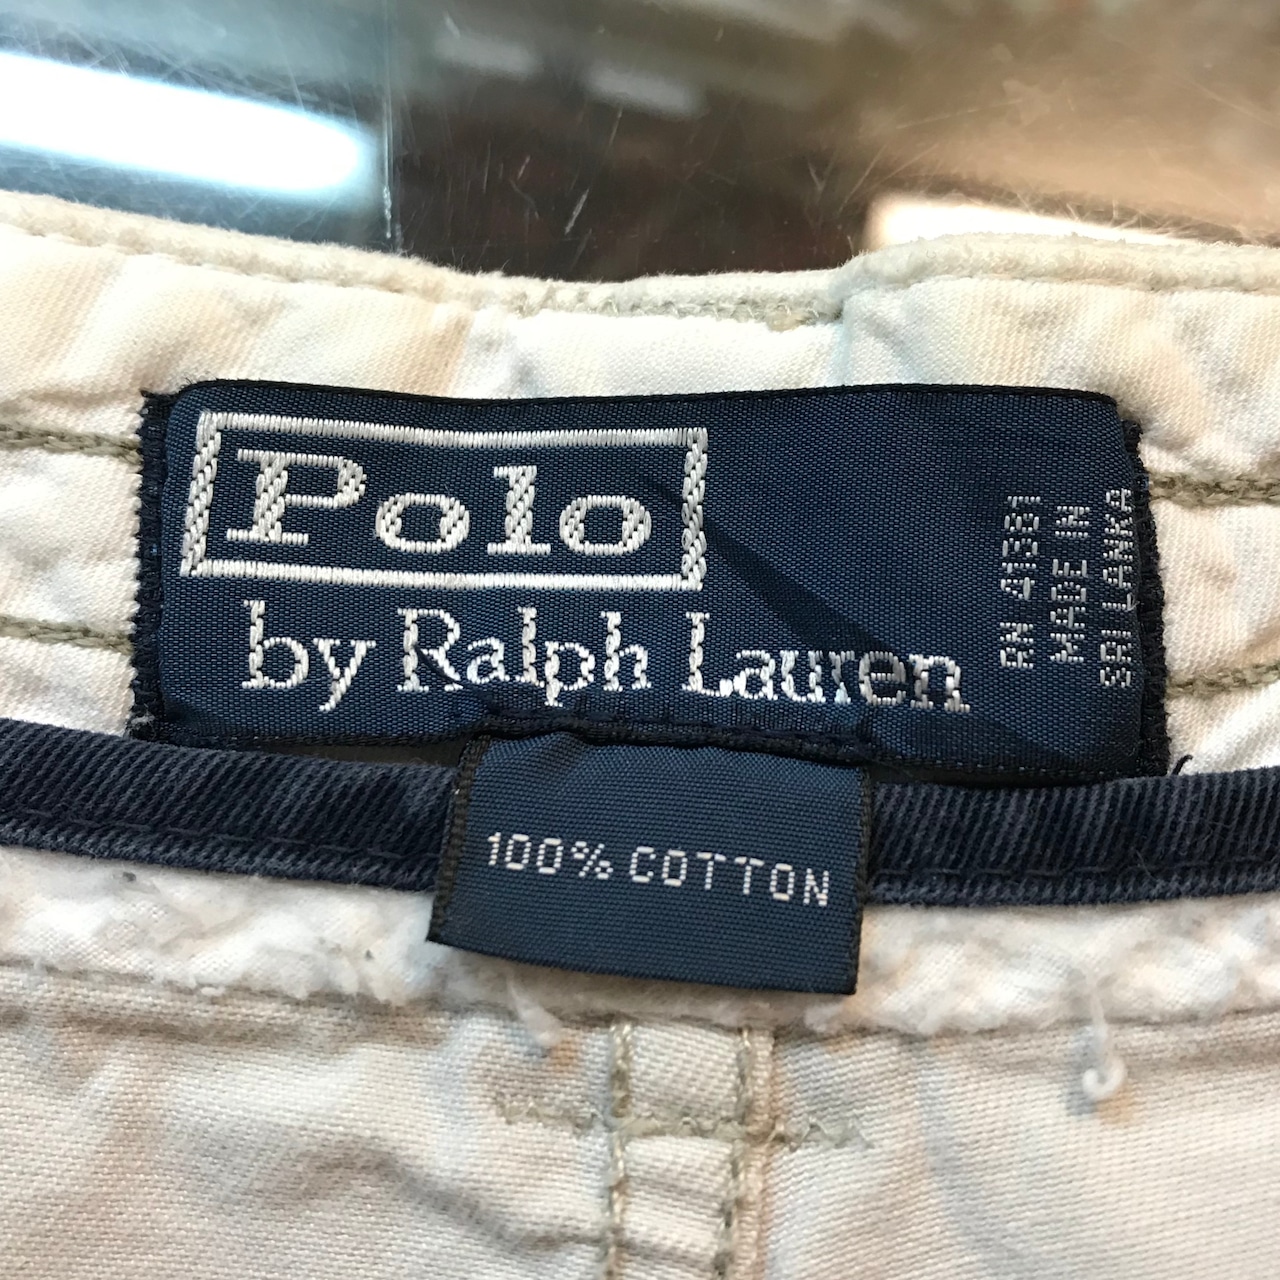 Polo
by Ralph Lauren
RN 41381
MADE IN
SRI LANKA
100% COTTON